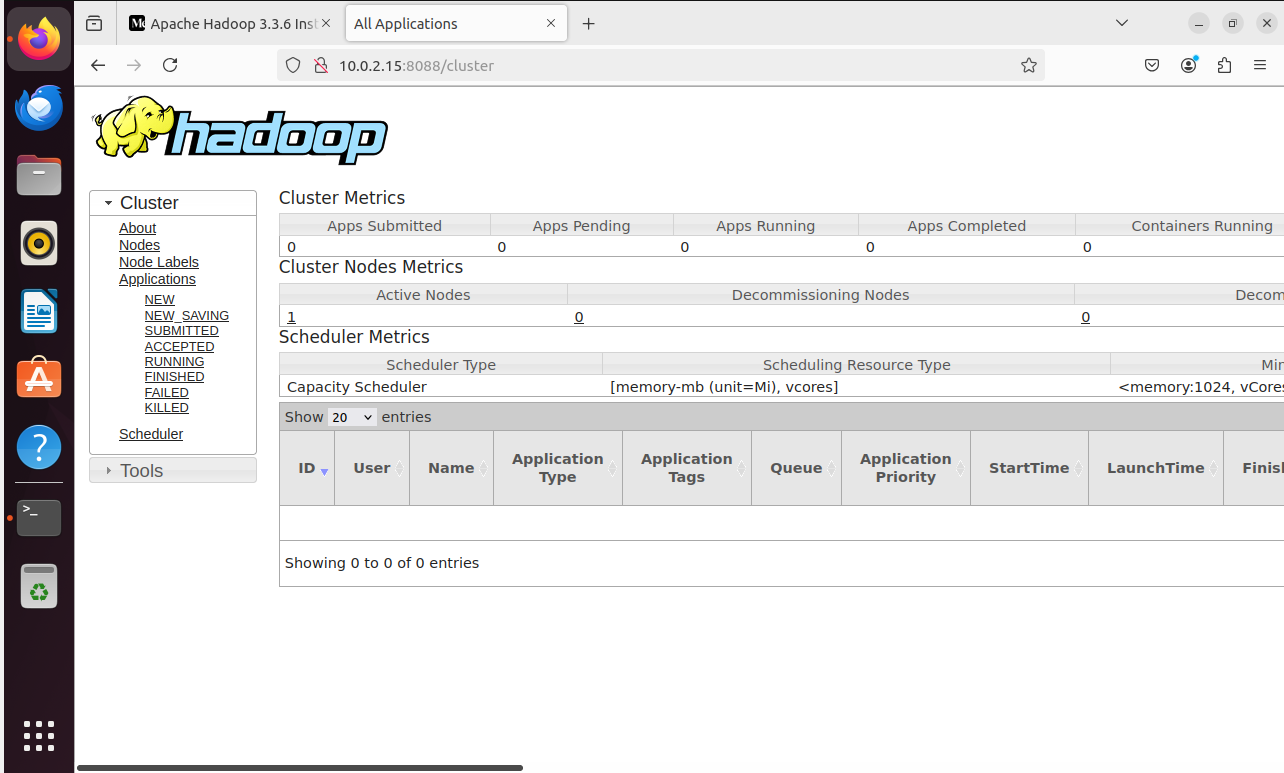 Apache Hadoop 3.3.6 Inst
All Applications
10.0.2.15:8088/cluster
hadoop
Cluster
About
Nodes
Node Labels
Applications
NEW
NEW_SAVING
SUBMITTED
ACCEPTED
RUNNING
FINISHED
FAILED
KILLED
Scheduler
Tools
Cluster Metrics
Apps Submitted Apps Pending Apps Running Apps Completed Containers Running
0 0 0 0 0
Cluster Nodes Metrics
Active Nodes Decommissioning Nodes Decom
1 0 0
Scheduler Metrics
Scheduler Type Scheduling Resource Type Min
Capacity Scheduler [memory-mb (unit=Mi), vcores] <memory:1024, vCores
Show 20 entries
ID User Name Application Type Application Tags Queue Application Priority StartTime LaunchTime Finish
Showing 0 to 0 of 0 entries